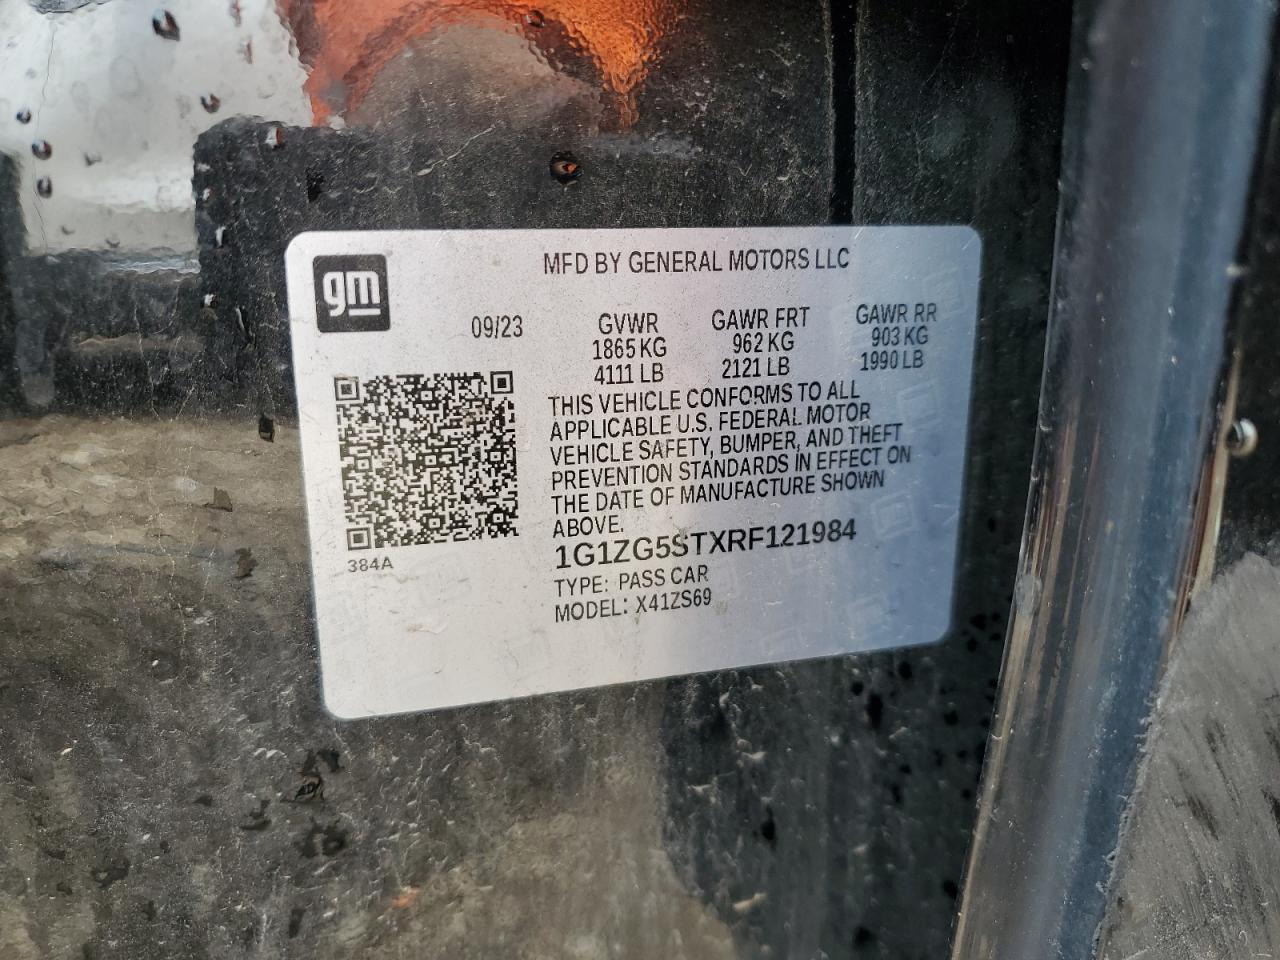 gm
MFD BY GENERAL MOTORS LLC
09/23 GVWR GAWR FRT GAWR RR
1865 KG 962 KG 903 KG
4111 LB 2121 LB 1990 LB
THIS VEHICLE CONFORMS TO ALL
APPLICABLE U.S. FEDERAL MOTOR
VEHICLE SAFETY, BUMPER, AND THEFT
PREVENTION STANDARDS IN EFFECT ON
THE DATE OF MANUFACTURE SHOWN
ABOVE.
384A
1G1ZG5STXRF121984
TYPE: PASS CAR
MODEL: X41ZS69